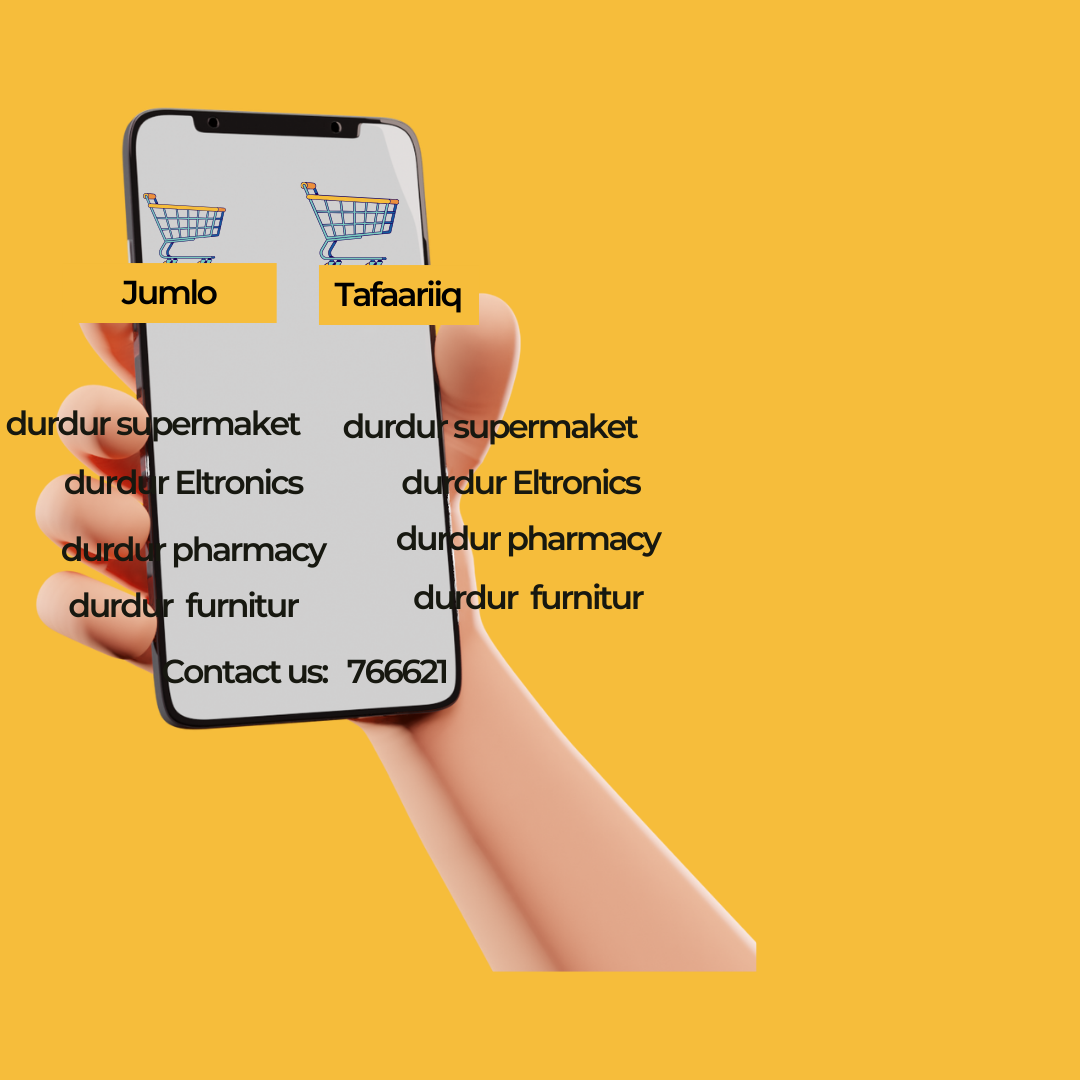 Jumlo
Tafaariiq
durdur supermaket
durdur Eltronics
durdur pharmacy
durdur furnitur
durdur supermaket
durdur Eltronics
durdur pharmacy
durdur furnitur
Contact us: 766621